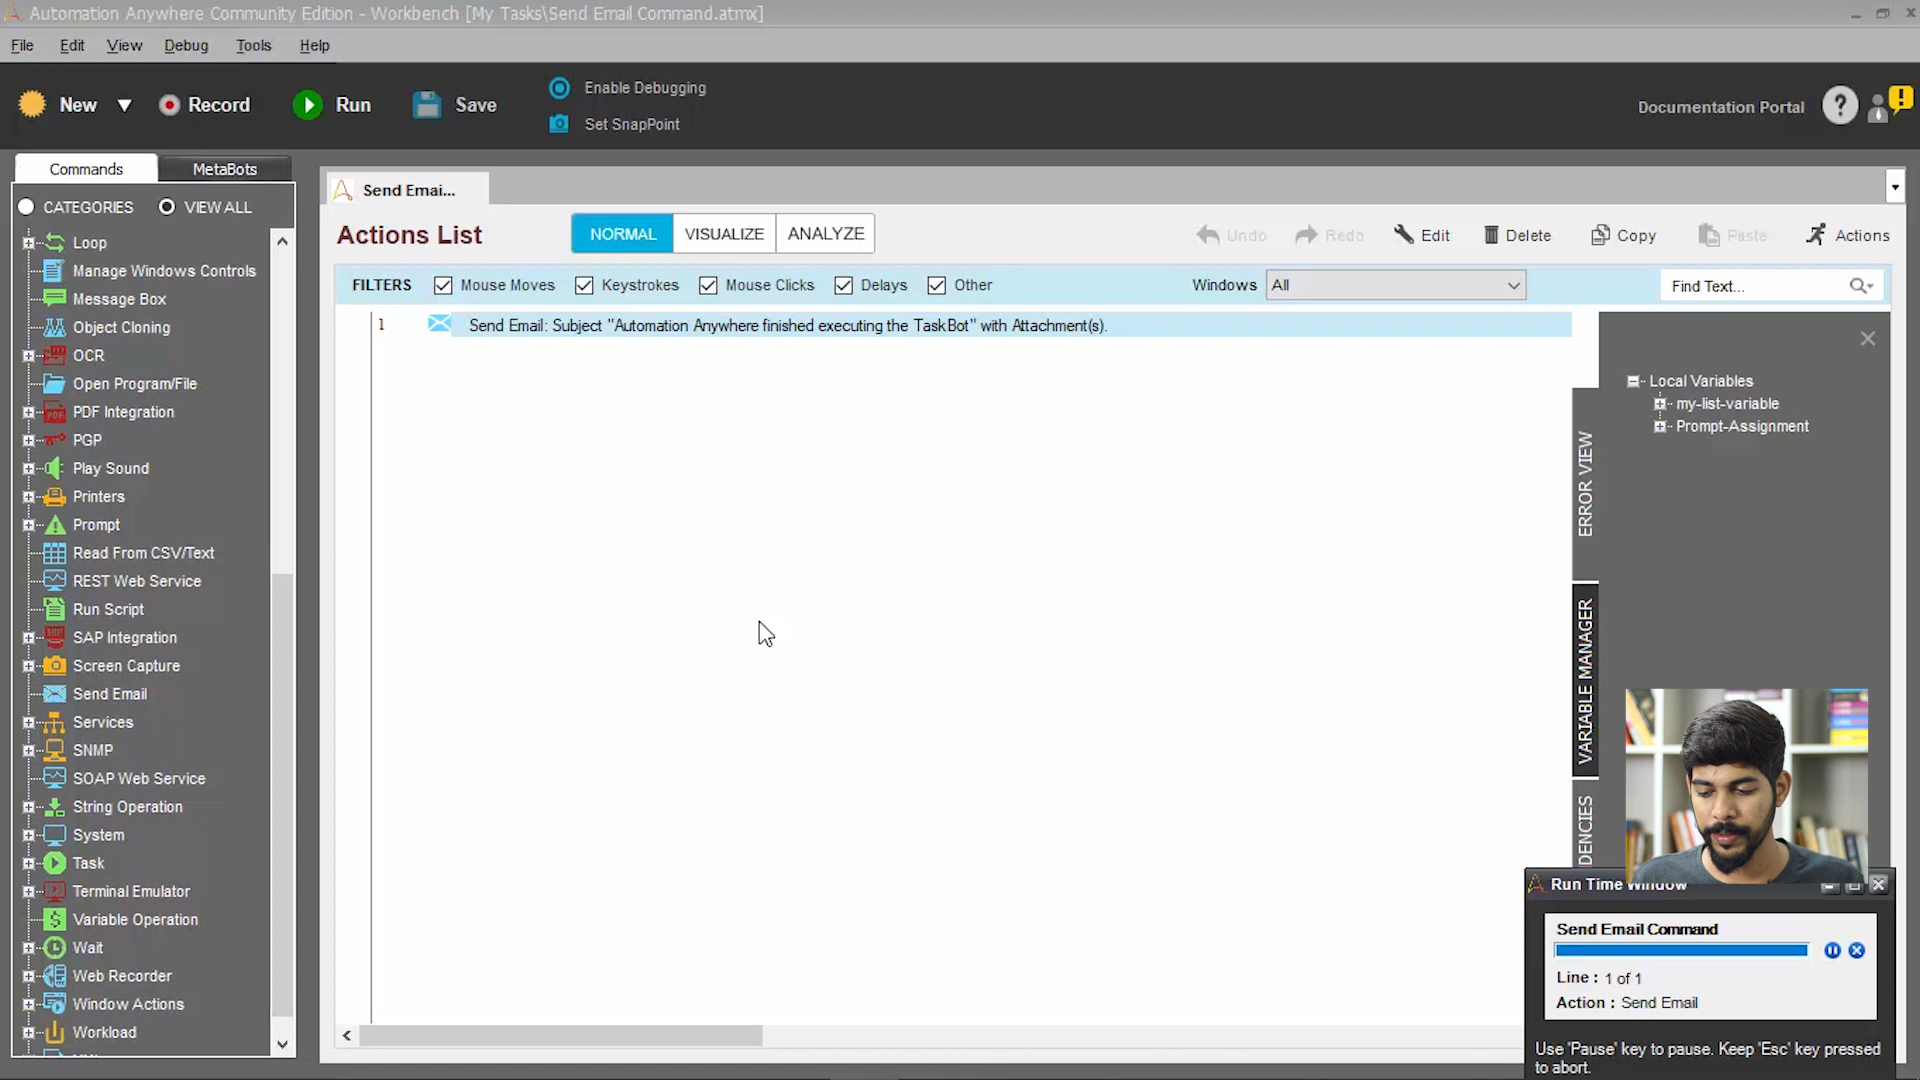 Automation Anywhere Community Edition - Workbench [My Tasks\Send Email Command.atmx]
File Edit View Debug Tools Help
New Record Run Save
Enable Debugging
Set SnapPoint
Documentation Portal ? !
Commands MetaBots
CATEGORIES VIEW ALL
Loop
Manage Windows Controls
Message Box
Object Cloning
OCR
Open Program/File
PDF Integration
PGP
Play Sound
Printers
Prompt
Read From CSV/Text
REST Web Service
Run Script
SAP Integration
Screen Capture
Send Email
Services
SNMP
SOAP Web Service
String Operation
System
Task
Terminal Emulator
Variable Operation
Wait
Web Recorder
Window Actions
Workload
Send Emai...
Actions List NORMAL VISUALIZE ANALYZE Undo Redo Edit Delete Copy Paste Actions
FILTERS Mouse Moves Keystrokes Mouse Clicks Delays Other Windows All Find Text...
1 Send Email: Subject "Automation Anywhere finished executing the TaskBot" with Attachment(s).
ERROR VIEW
VARIABLE MANAGER
DENCIES
Local Variables
my-list-variable
Prompt-Assignment
Run Time Window
Send Email Command
Line : 1 of 1
Action : Send Email
Use 'Pause' key to pause. Keep 'Esc' key pressed
to abort.